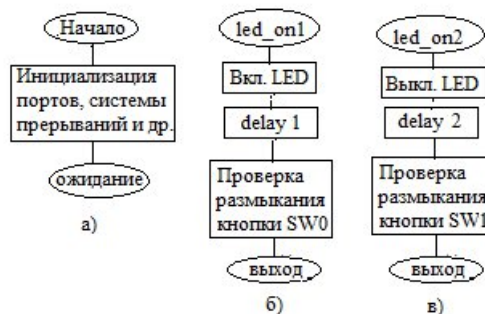 Начало
Инициализация
портов, системы
прерываний и др.
ожидание
а)
led_on1
Вкл. LED
delay 1
Проверка
размыкания
кнопки SW0
выход
б)
led_on2
Выкл. LED
delay 2
Проверка
размыкания
кнопки SW1
выход
в)